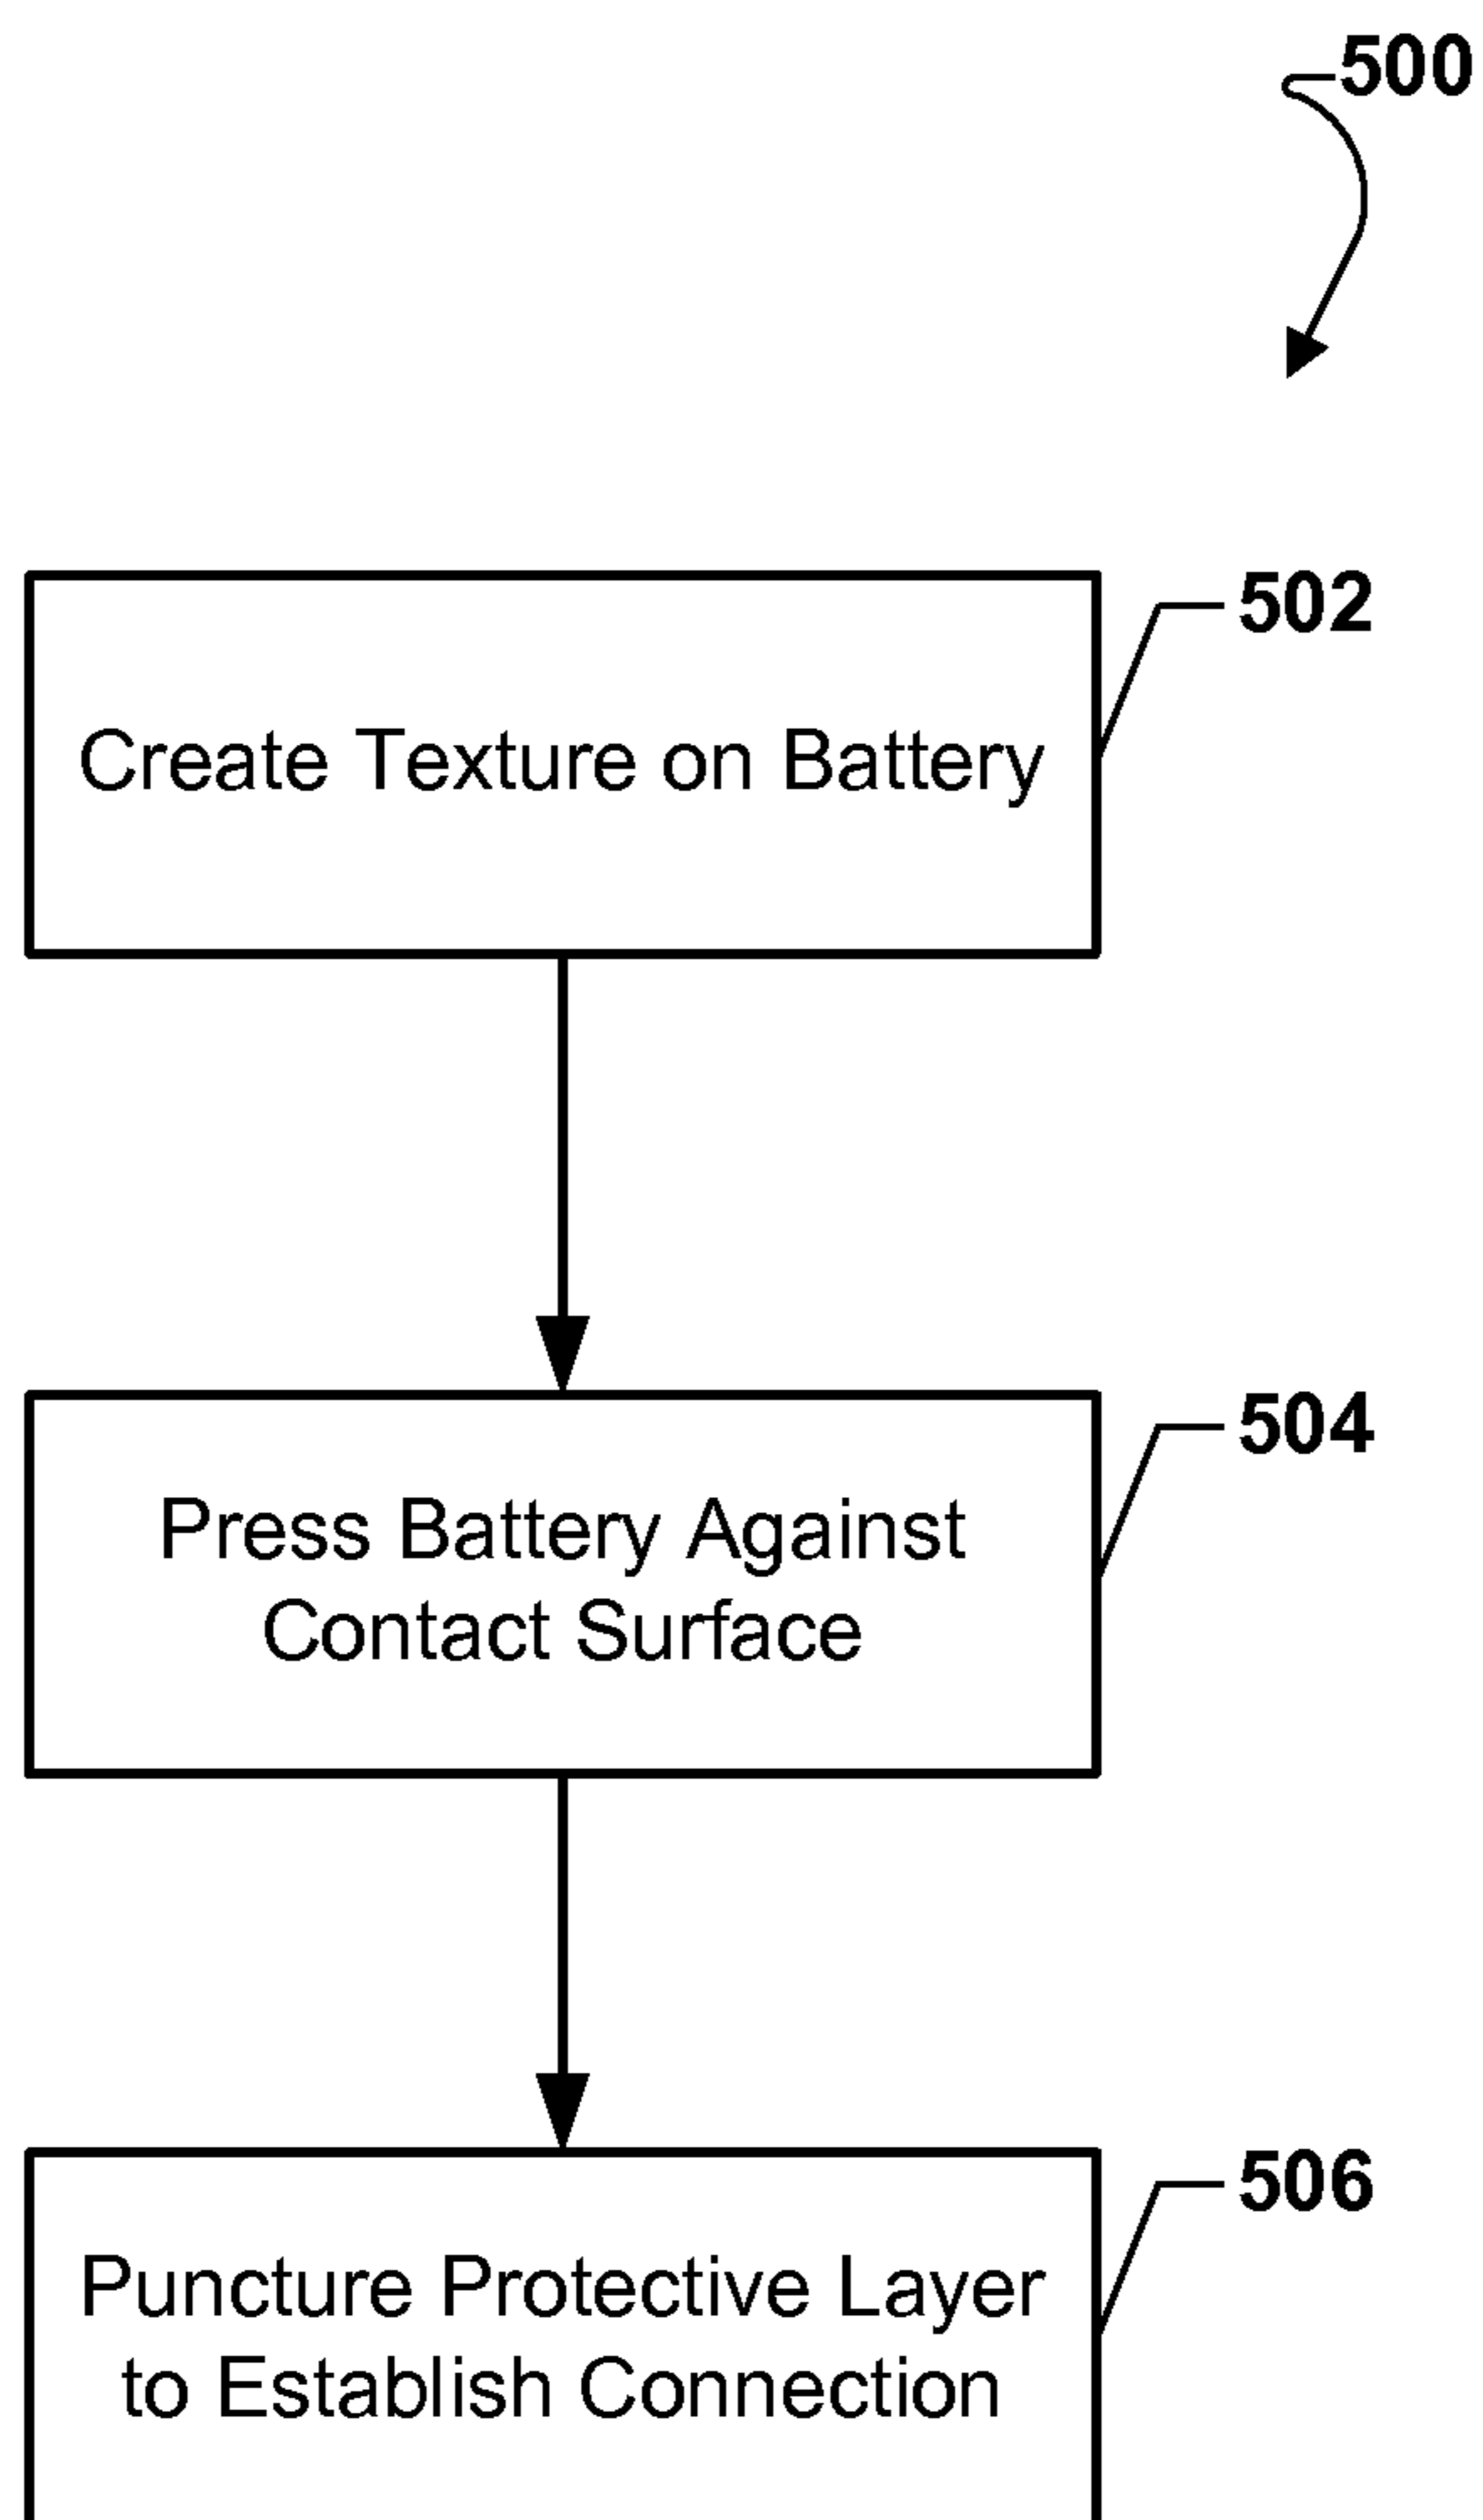 500
502
Create Texture on Battery
504
Press Battery Against
Contact Surface
506
Puncture Protective Layer
to Establish Connection